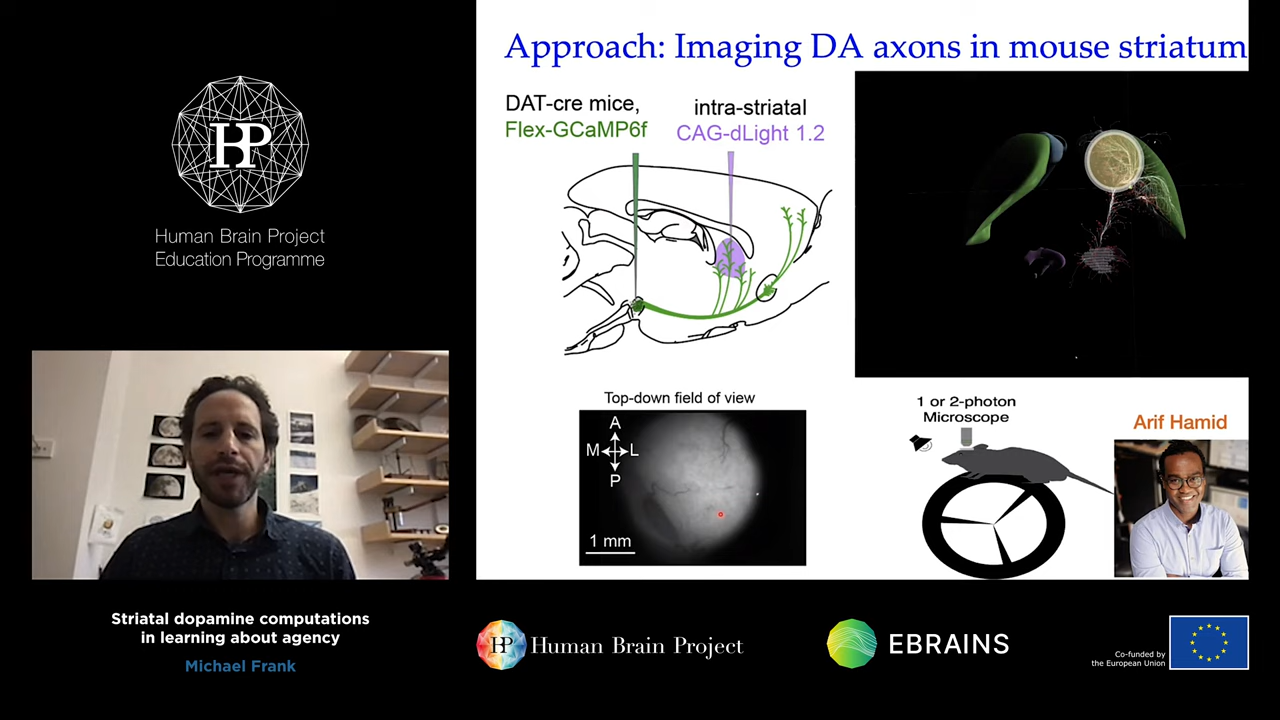 HBP
Human Brain Project
Education Programme
Approach: Imaging DA axons in mouse striatum
DAT-cre mice,
Flex-GCaMP6f
intra-striatal
CAG-dLight 1.2
Top-down field of view
A
M L
P
1 mm
1 or 2-photon
Microscope
Arif Hamid
Striatal dopamine computations
in learning about agency
Michael Frank
HBP Human Brain Project
EBRAINS
Co-funded by
the European Union